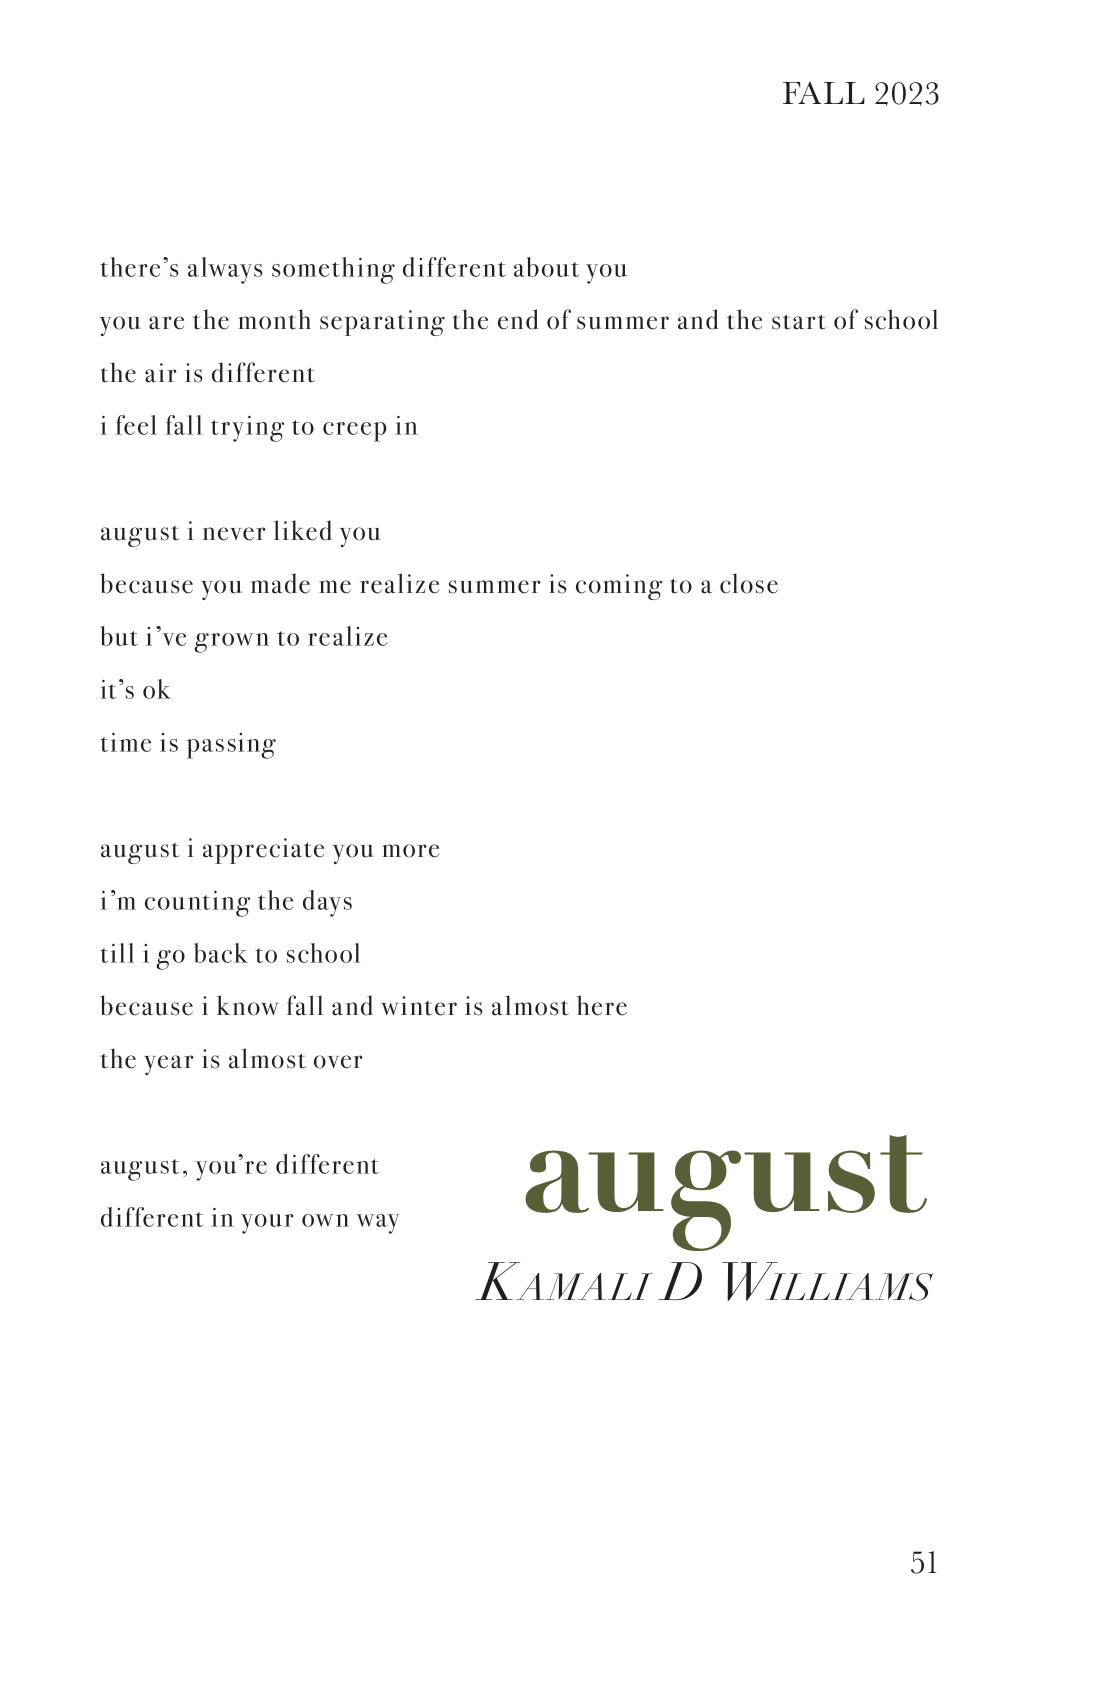 FALL 2023
there’s always something different about you
you are the month separating the end of summer and the start of school
the air is different
i feel fall trying to creep in
august i never liked you
because you made me realize summer is coming to a close
but i’ve grown to realize
it’s ok
time is passing
august i appreciate you more
i’m counting the days
till i go back to school
because i know fall and winter is almost here
the year is almost over
august, you’re different
different in your own way
august
KAMALI D WILLIAMS
51